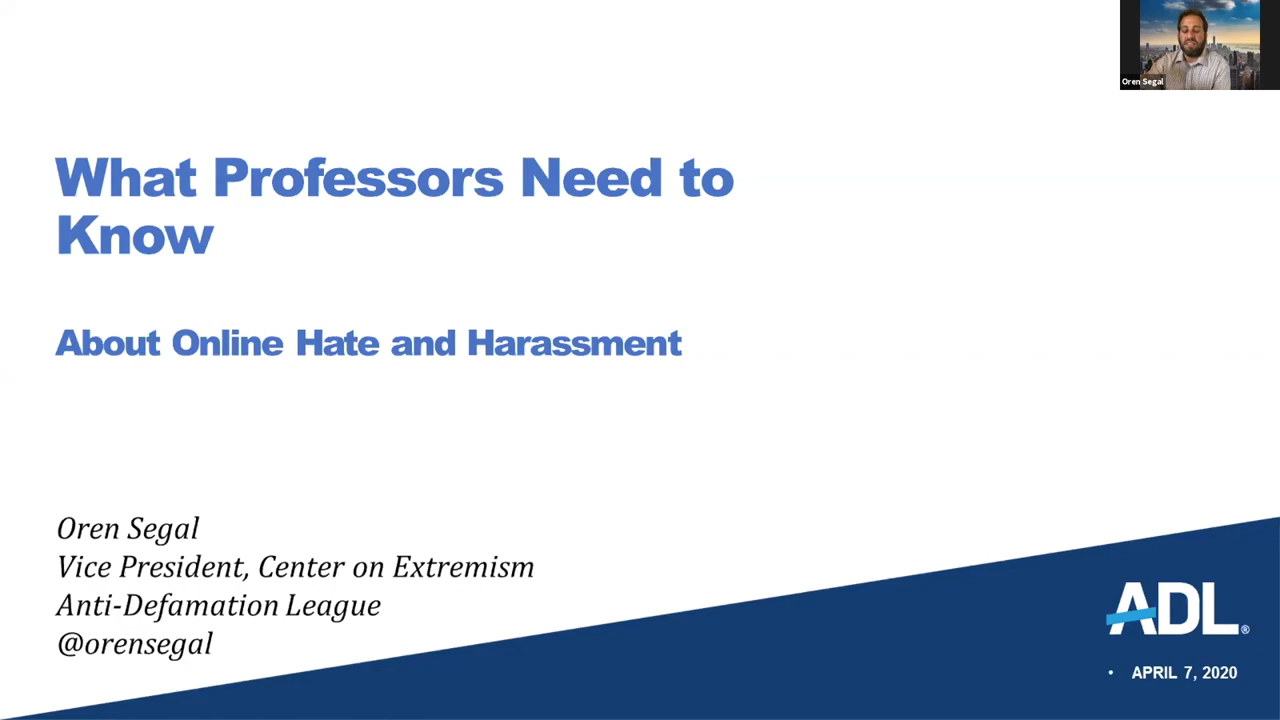 Oren Segal
What Professors Need to
Know
About Online Hate and Harassment
Oren Segal
Vice President, Center on Extremism
Anti-Defamation League
@orensegal
ADL®
• APRIL 7, 2020